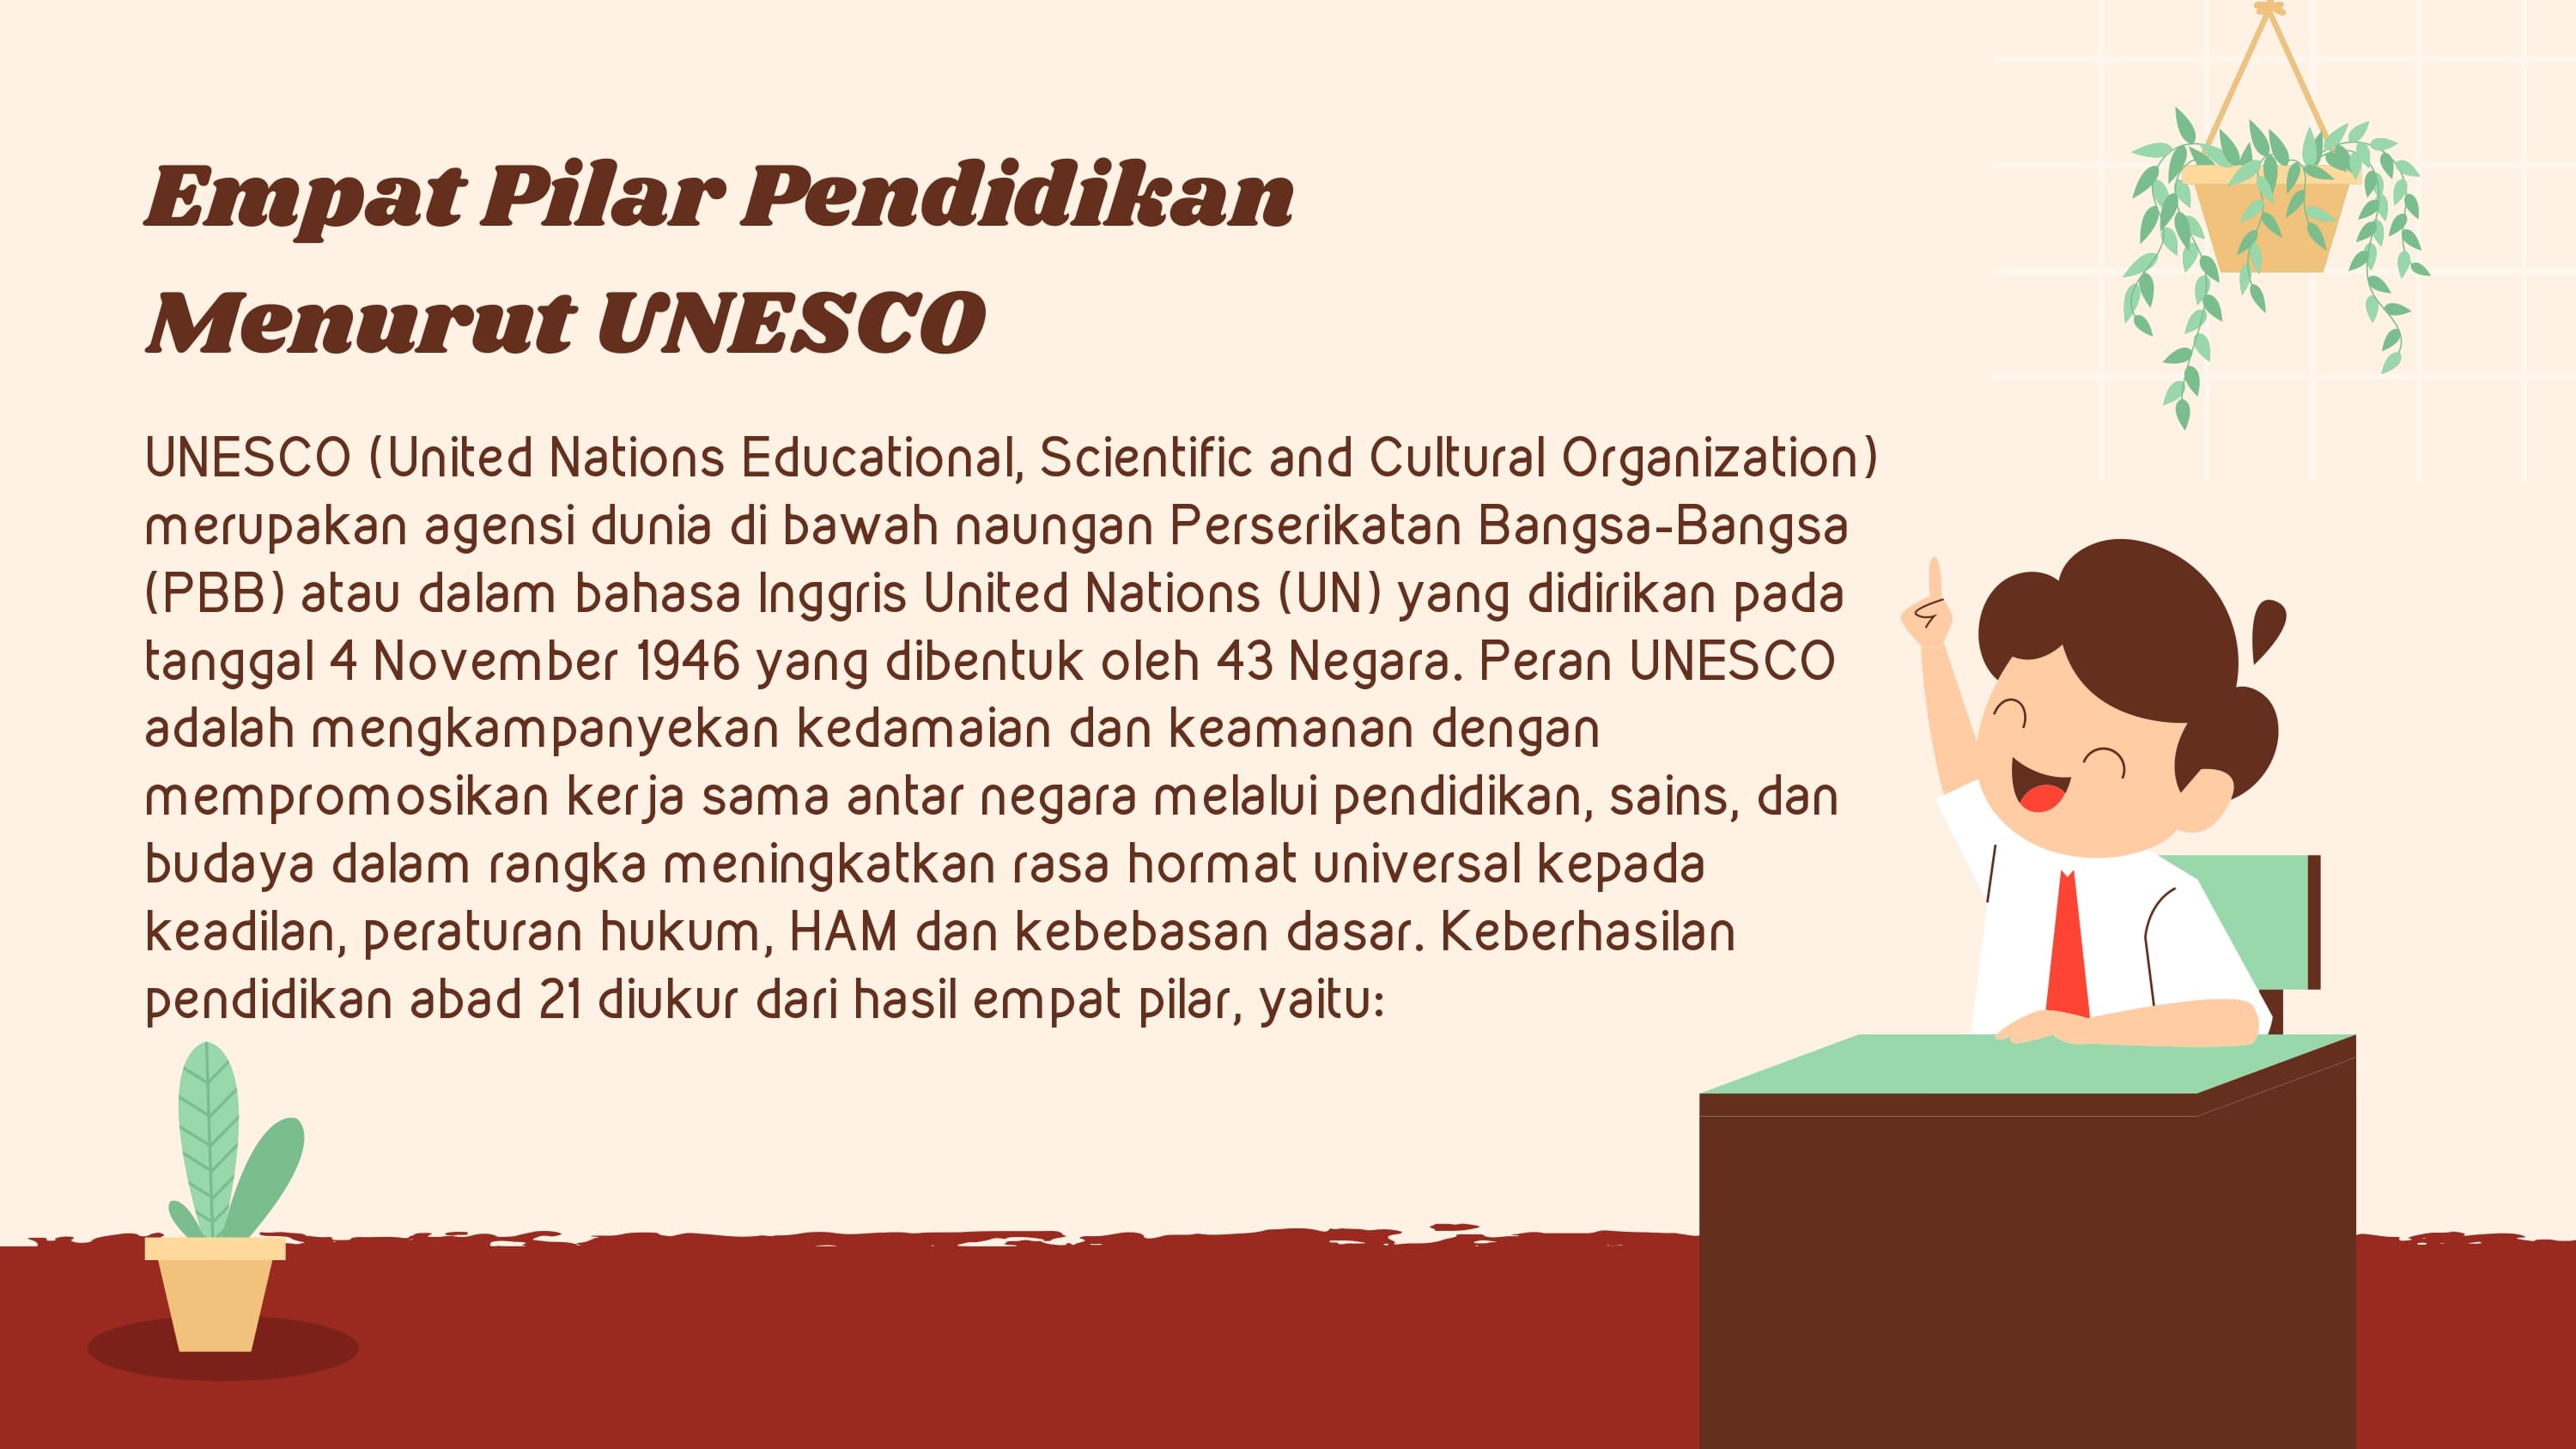 Empat Pilar Pendidikan
Menurut UNESCO
UNESCO (United Nations Educational, Scientific and Cultural Organization)
merupakan agensi dunia di bawah naungan Perserikatan Bangsa-Bangsa
(PBB) atau dalam bahasa Inggris United Nations (UN) yang didirikan pada
tanggal 4 November 1946 yang dibentuk oleh 43 Negara. Peran UNESCO
adalah mengkampanyekan kedamaian dan keamanan dengan
mempromosikan kerja sama antar negara melalui pendidikan, sains, dan
budaya dalam rangka meningkatkan rasa hormat universal kepada
keadilan, peraturan hukum, HAM dan kebebasan dasar. Keberhasilan
pendidikan abad 21 diukur dari hasil empat pilar, yaitu: